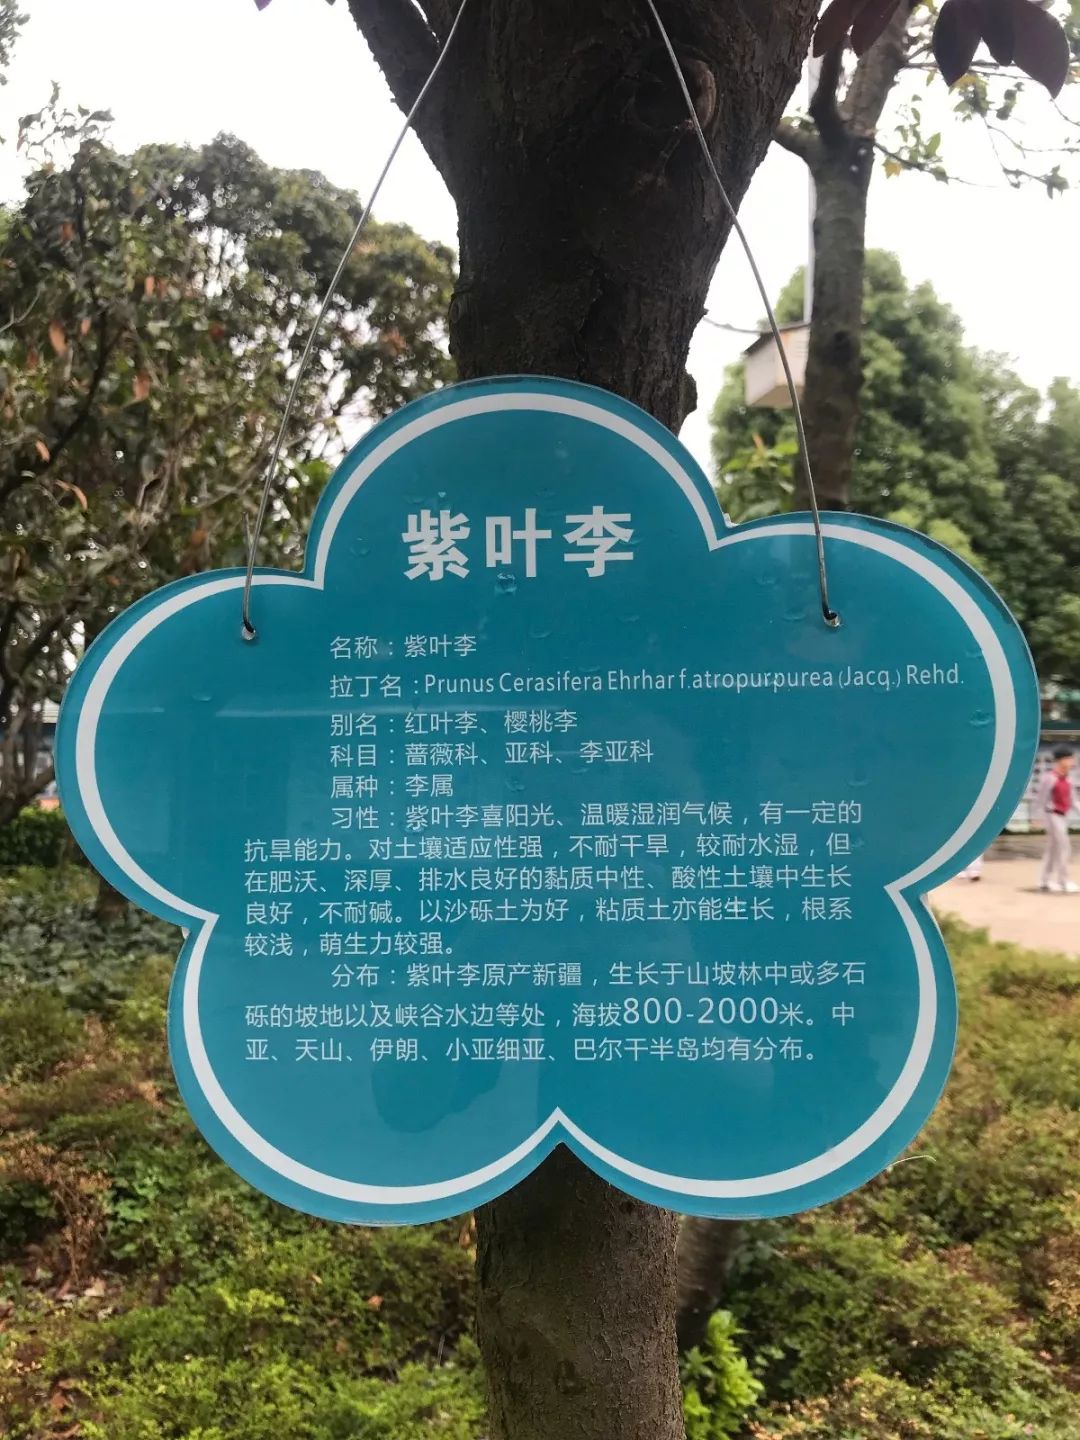 紫叶李
名称：紫叶李
拉丁名：Prunus Cerasifera Ehrhar f.atropurpurea (Jacq.) Rehd.
别名：红叶李、樱桃李
科目：蔷薇科、亚科、李亚科
属种：李属
习性：紫叶李喜阳光、温暖湿润气候，有一定的
抗旱能力。对土壤适应性强，不耐干旱，较耐水湿，但
在肥沃、深厚、排水良好的黏质中性、酸性土壤中生长
良好，不耐碱。以沙砾土为好，粘质土亦能生长，根系
较浅，萌生力较强。
分布：紫叶李原产新疆，生长于山坡林中或多石
砾的坡地以及峡谷水边等处，海拔800-2000米。中
亚、天山、伊朗、小亚细亚、巴尔干半岛均有分布。